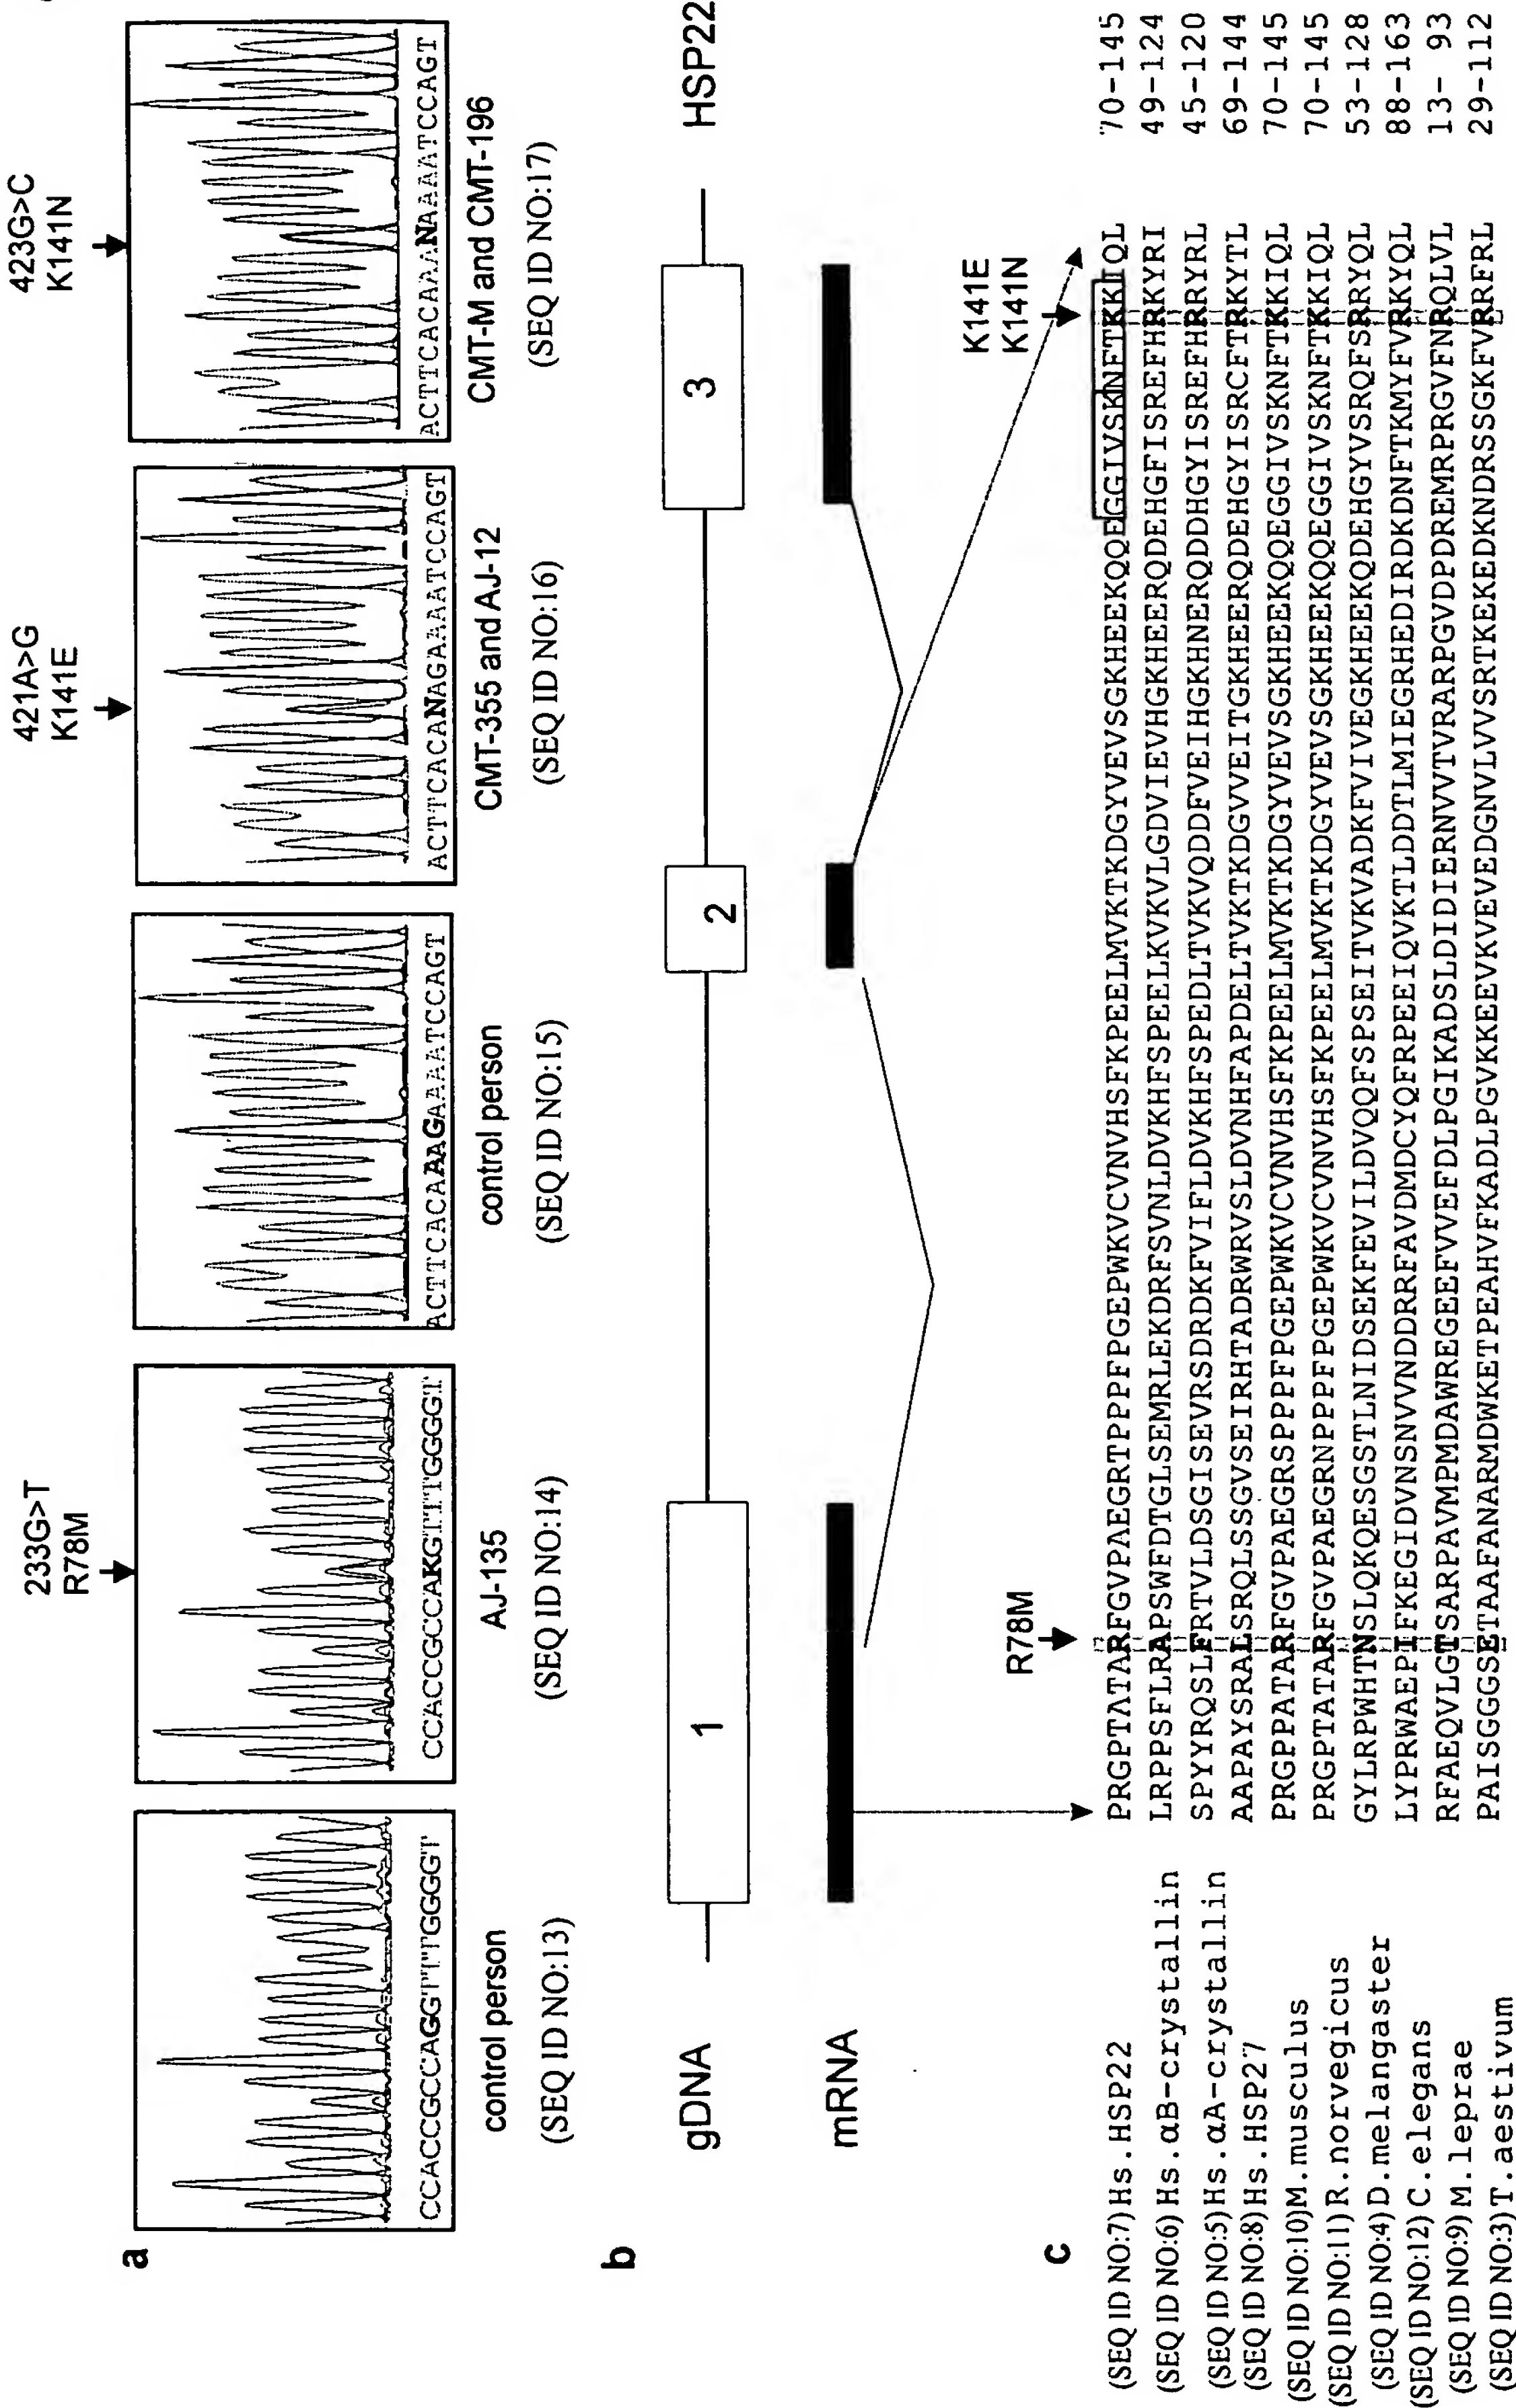 a
233G>T
R78M
421A>G
K141E
423G>C
K141N
CCACCGCCAGGTTTGGGGT
CCACCGCCAKGTTTGGGGT
ACTTCACAAAGAAAATCCAGT
ACTTCACANAGAAAATCCAGT
ACTTCACAAANAAAATCCAGT
control person
AJ-135
control person
CMT-355 and AJ-12
CMT-M and CMT-196
(SEQ ID NO:13)
(SEQ ID NO:14)
(SEQ ID NO:15)
(SEQ ID NO:16)
(SEQ ID NO:17)
b
gDNA
1
2
3
HSP22
mRNA
c
R78M
K141E
K141N
(SEQ ID NO:7) Hs.HSP22 PRGPTATARFGVPAEGRTPPPFPGEPWKVCVNVHSFKPEELMVKTKDGYVEVSGKHEEKQQEGGIVSKNFTKKIQL 70-145
(SEQ ID NO:6) Hs.αB-crystallin LRPPSFLRAPSWFDTGLSEMRLEKDRFSVNLDVKHFSPEELKVKVLGDVIEVHGKHEERQDEHGFISREFHRKYRI 49-124
(SEQ ID NO:5) Hs.αA-crystallin SPYYRQSLFRTVLDSGISEVRSDRDKFVIFLDVKHFSPEDLTVKVQDDFVEIHGKHNERQDDHGYISREFHRRYRL 45-120
(SEQ ID NO:8) Hs.HSP27 AAPAYSRALSRQLSSGVSEIRHTADRWRVSLDVNHFAPDELTVKTKDGVVEITGKHEERQDEHGYISRCFTRKYTL 69-144
(SEQ ID NO:10) M.musculus PRGPPATARFGVPAEGRSPPPFPGEPWKVCVNVHSFKPEELMVKTKDGYVEVSGKHEEKQQEGGIVSKNFTKKIQL 70-145
(SEQ ID NO:11) R.norvegicus PRGPTATARFGVPAEGRNPPPFPGEPWKVCVNVHSFKPEELMVKTKDGYVEVSGKHEEKQQEGGIVSKNFTKKIQL 70-145
(SEQ ID NO:4) D.melangaster GYLRPWHTNSLQKQESGSTLNIDSEKFEVILDVQQFSPSEITVKVADKFVIVEGKHEEKQDEHGYVSRQFSRRYQL 53-128
(SEQ ID NO:12) C.elegans LYPRWAEPIFKEGIDVNSNVVNDDRRFAVDMDCYQFRPEEIQVKTLDDTLMIEGRHEDIRDKDNFTKMYFVRKYQL 88-163
(SEQ ID NO:9) M.leprae RFAEQVLGTSARPAVMPMDAWREGEEFVVEFDLPGIKADSLDIDIERNVVTVRARPGVDPDREMRPRGVFNRQLVL 13- 93
(SEQ ID NO:3) T.aestivum PAISGGGSETAAFANARMDWKETPEAHVFKADLPGVKKEEVKVEVEDGNVLVVSRTKEKEDKNDRSSGKFVRRFRL 29-112